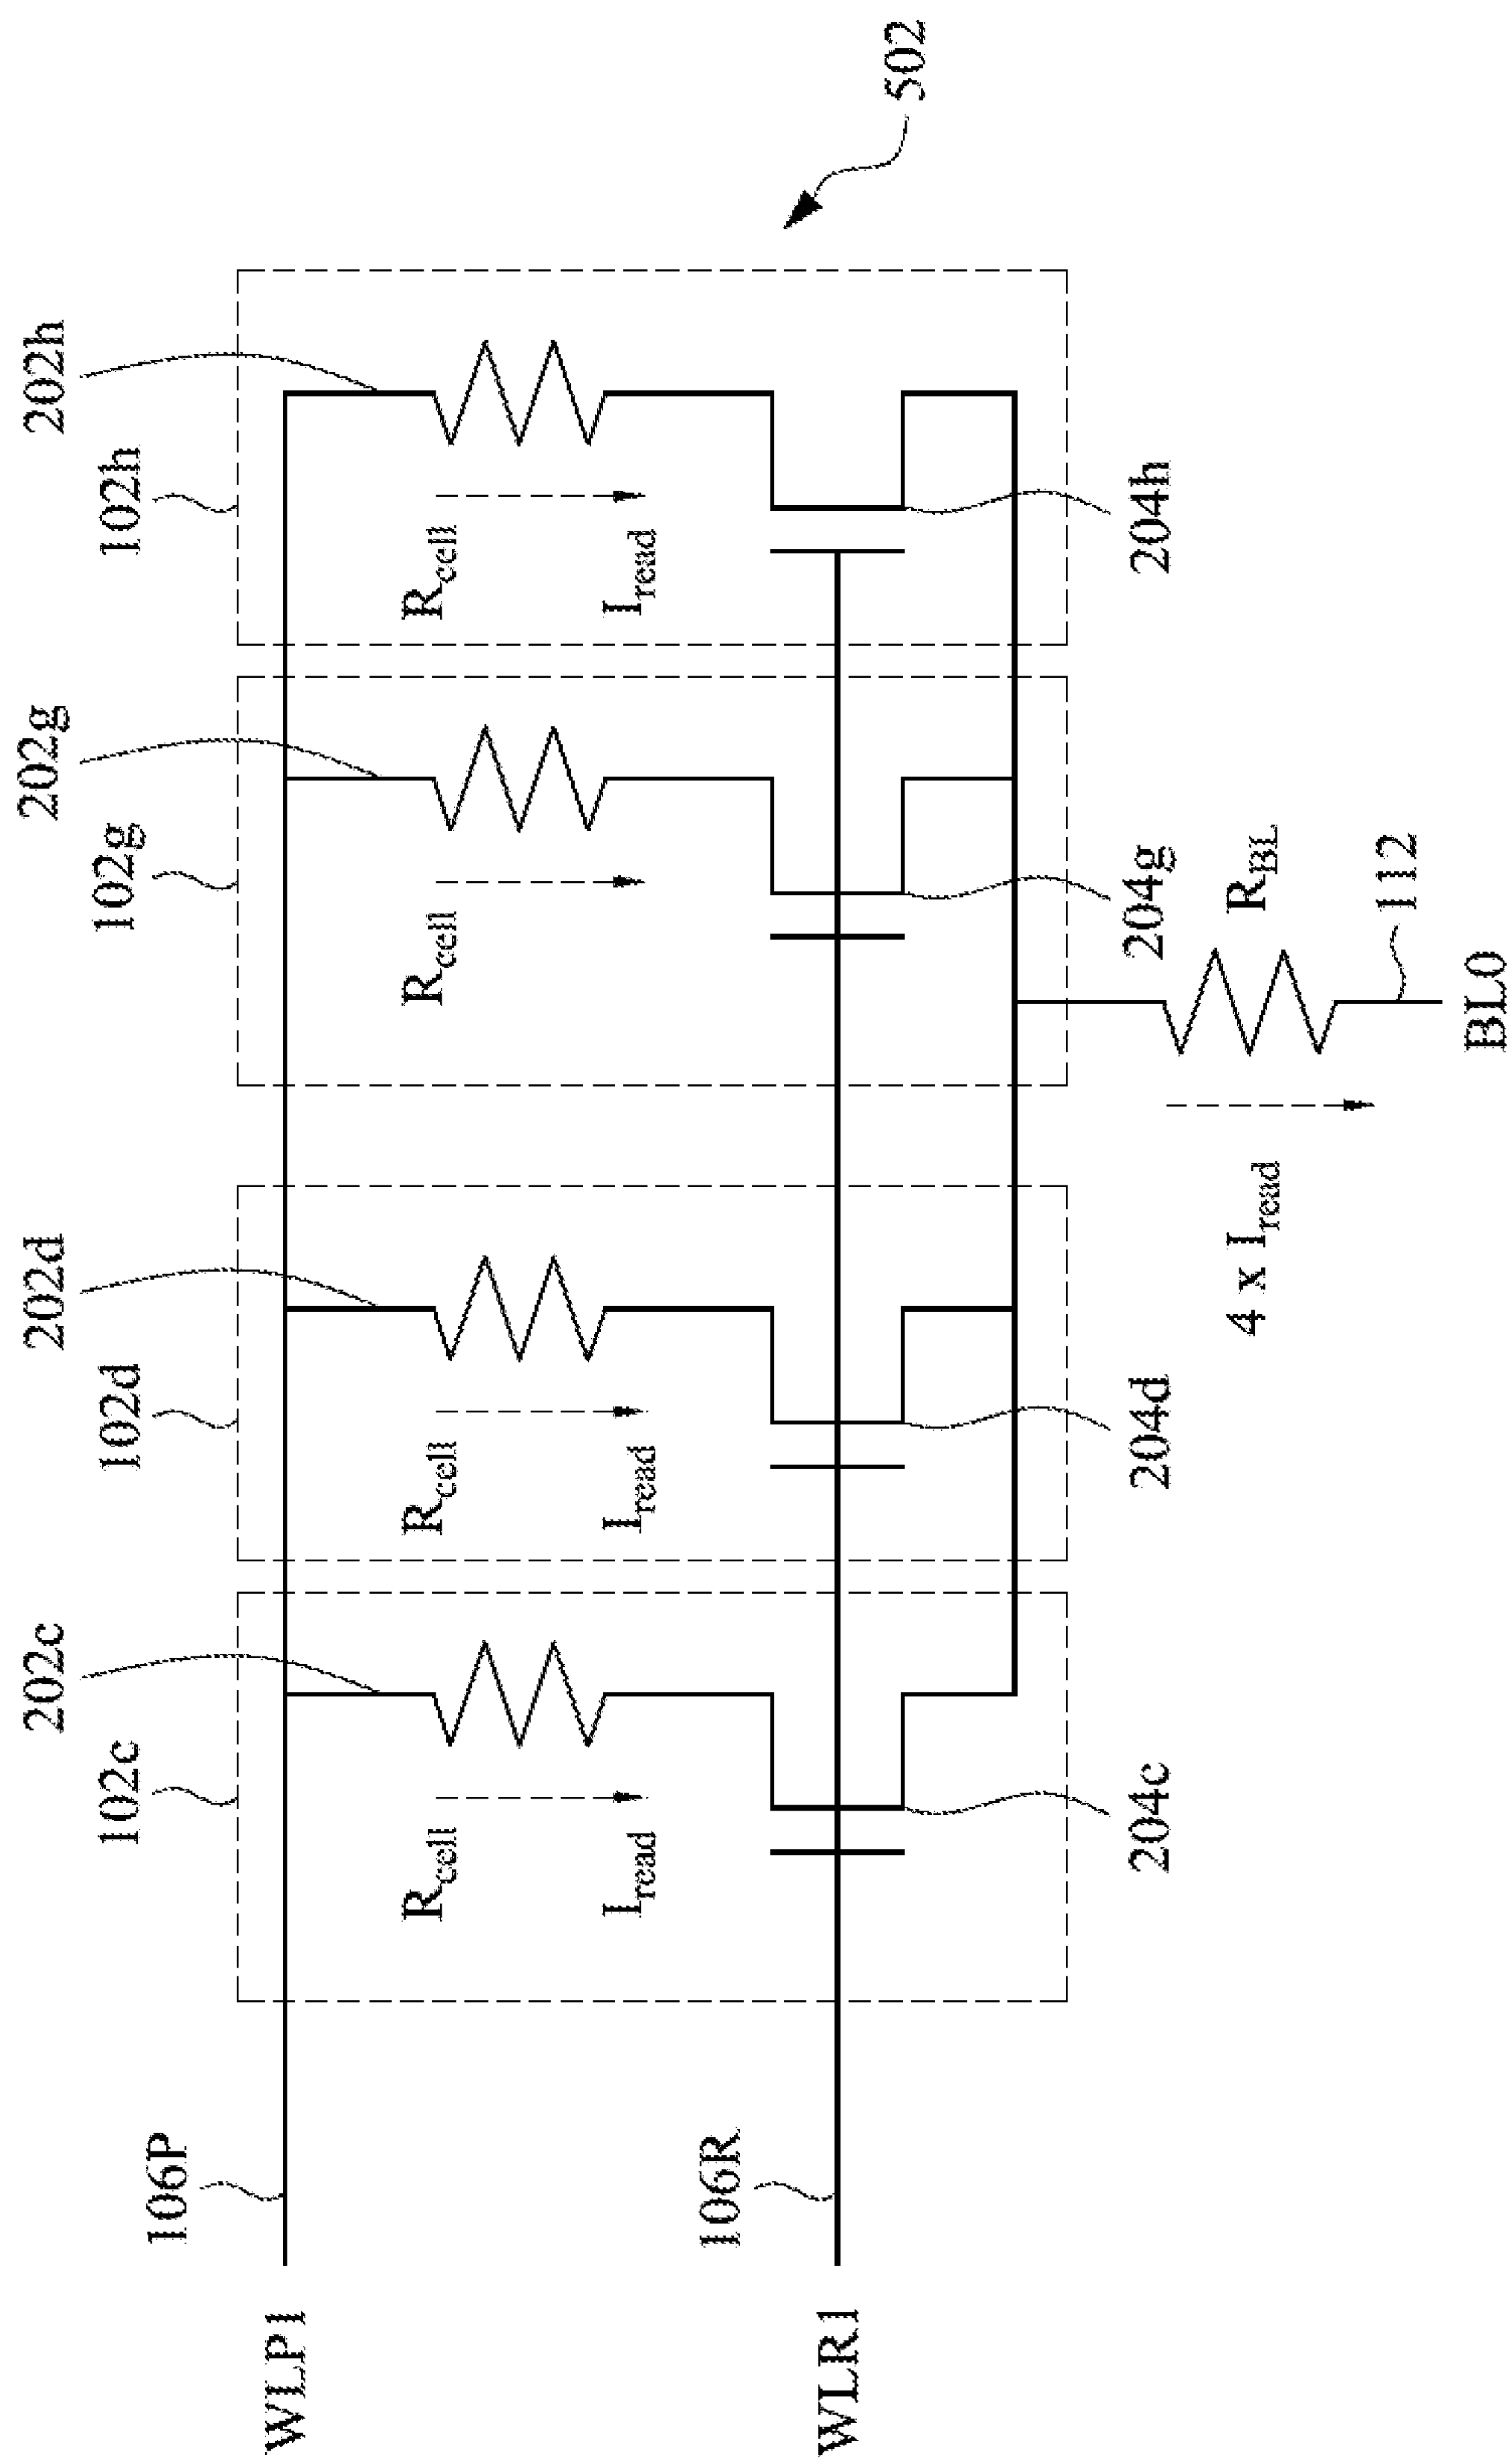 502
202c
202d
202g
202h
102c
102d
102g
102h
106P
WLP1
Rcell
Rcell
Rcell
Rcell
Iread
Iread
Iread
106R
WLR1
204c
204d
204g
204h
4 x Iread
RBL
112
BL0